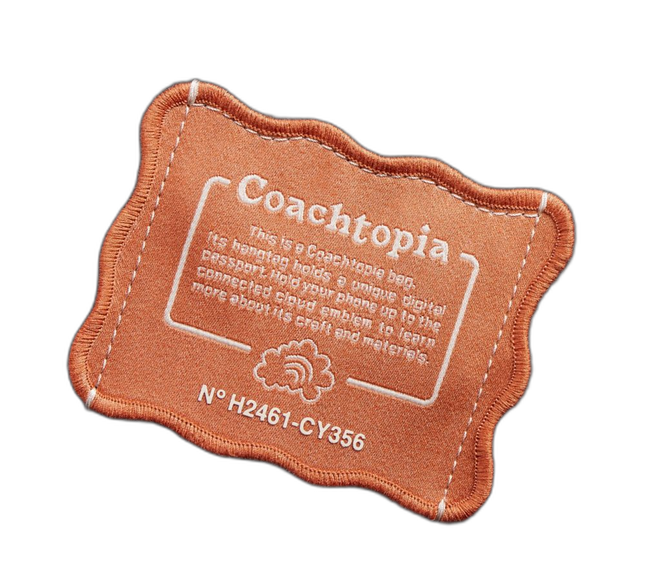 Coachtopia
This is a Coachtopia bag.
Its hangtag holds a unique digital
passport. Hold your phone up to the
connected cloud emblem to learn
more about its craft and materials.
Nº H2461-CY356